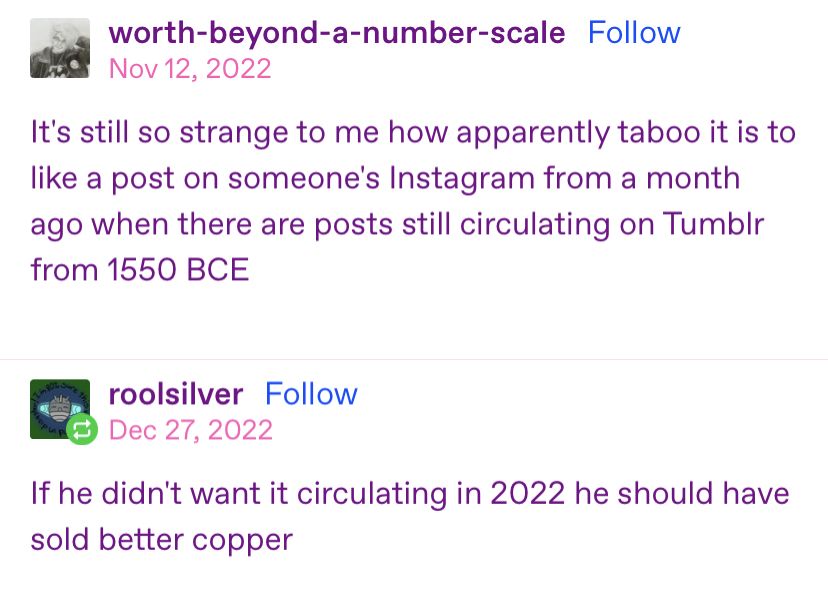 worth-beyond-a-number-scale Follow
Nov 12, 2022
It's still so strange to me how apparently taboo it is to
like a post on someone's Instagram from a month
ago when there are posts still circulating on Tumblr
from 1550 BCE
roolsilver Follow
Dec 27, 2022
If he didn't want it circulating in 2022 he should have
sold better copper